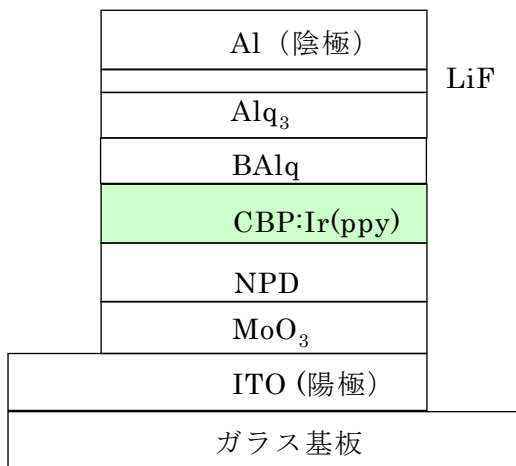 Al（陰極）
LiF
Alq₃
BAlq
CBP:Ir(ppy)
NPD
MoO₃
ITO (陽極）
ガラス基板